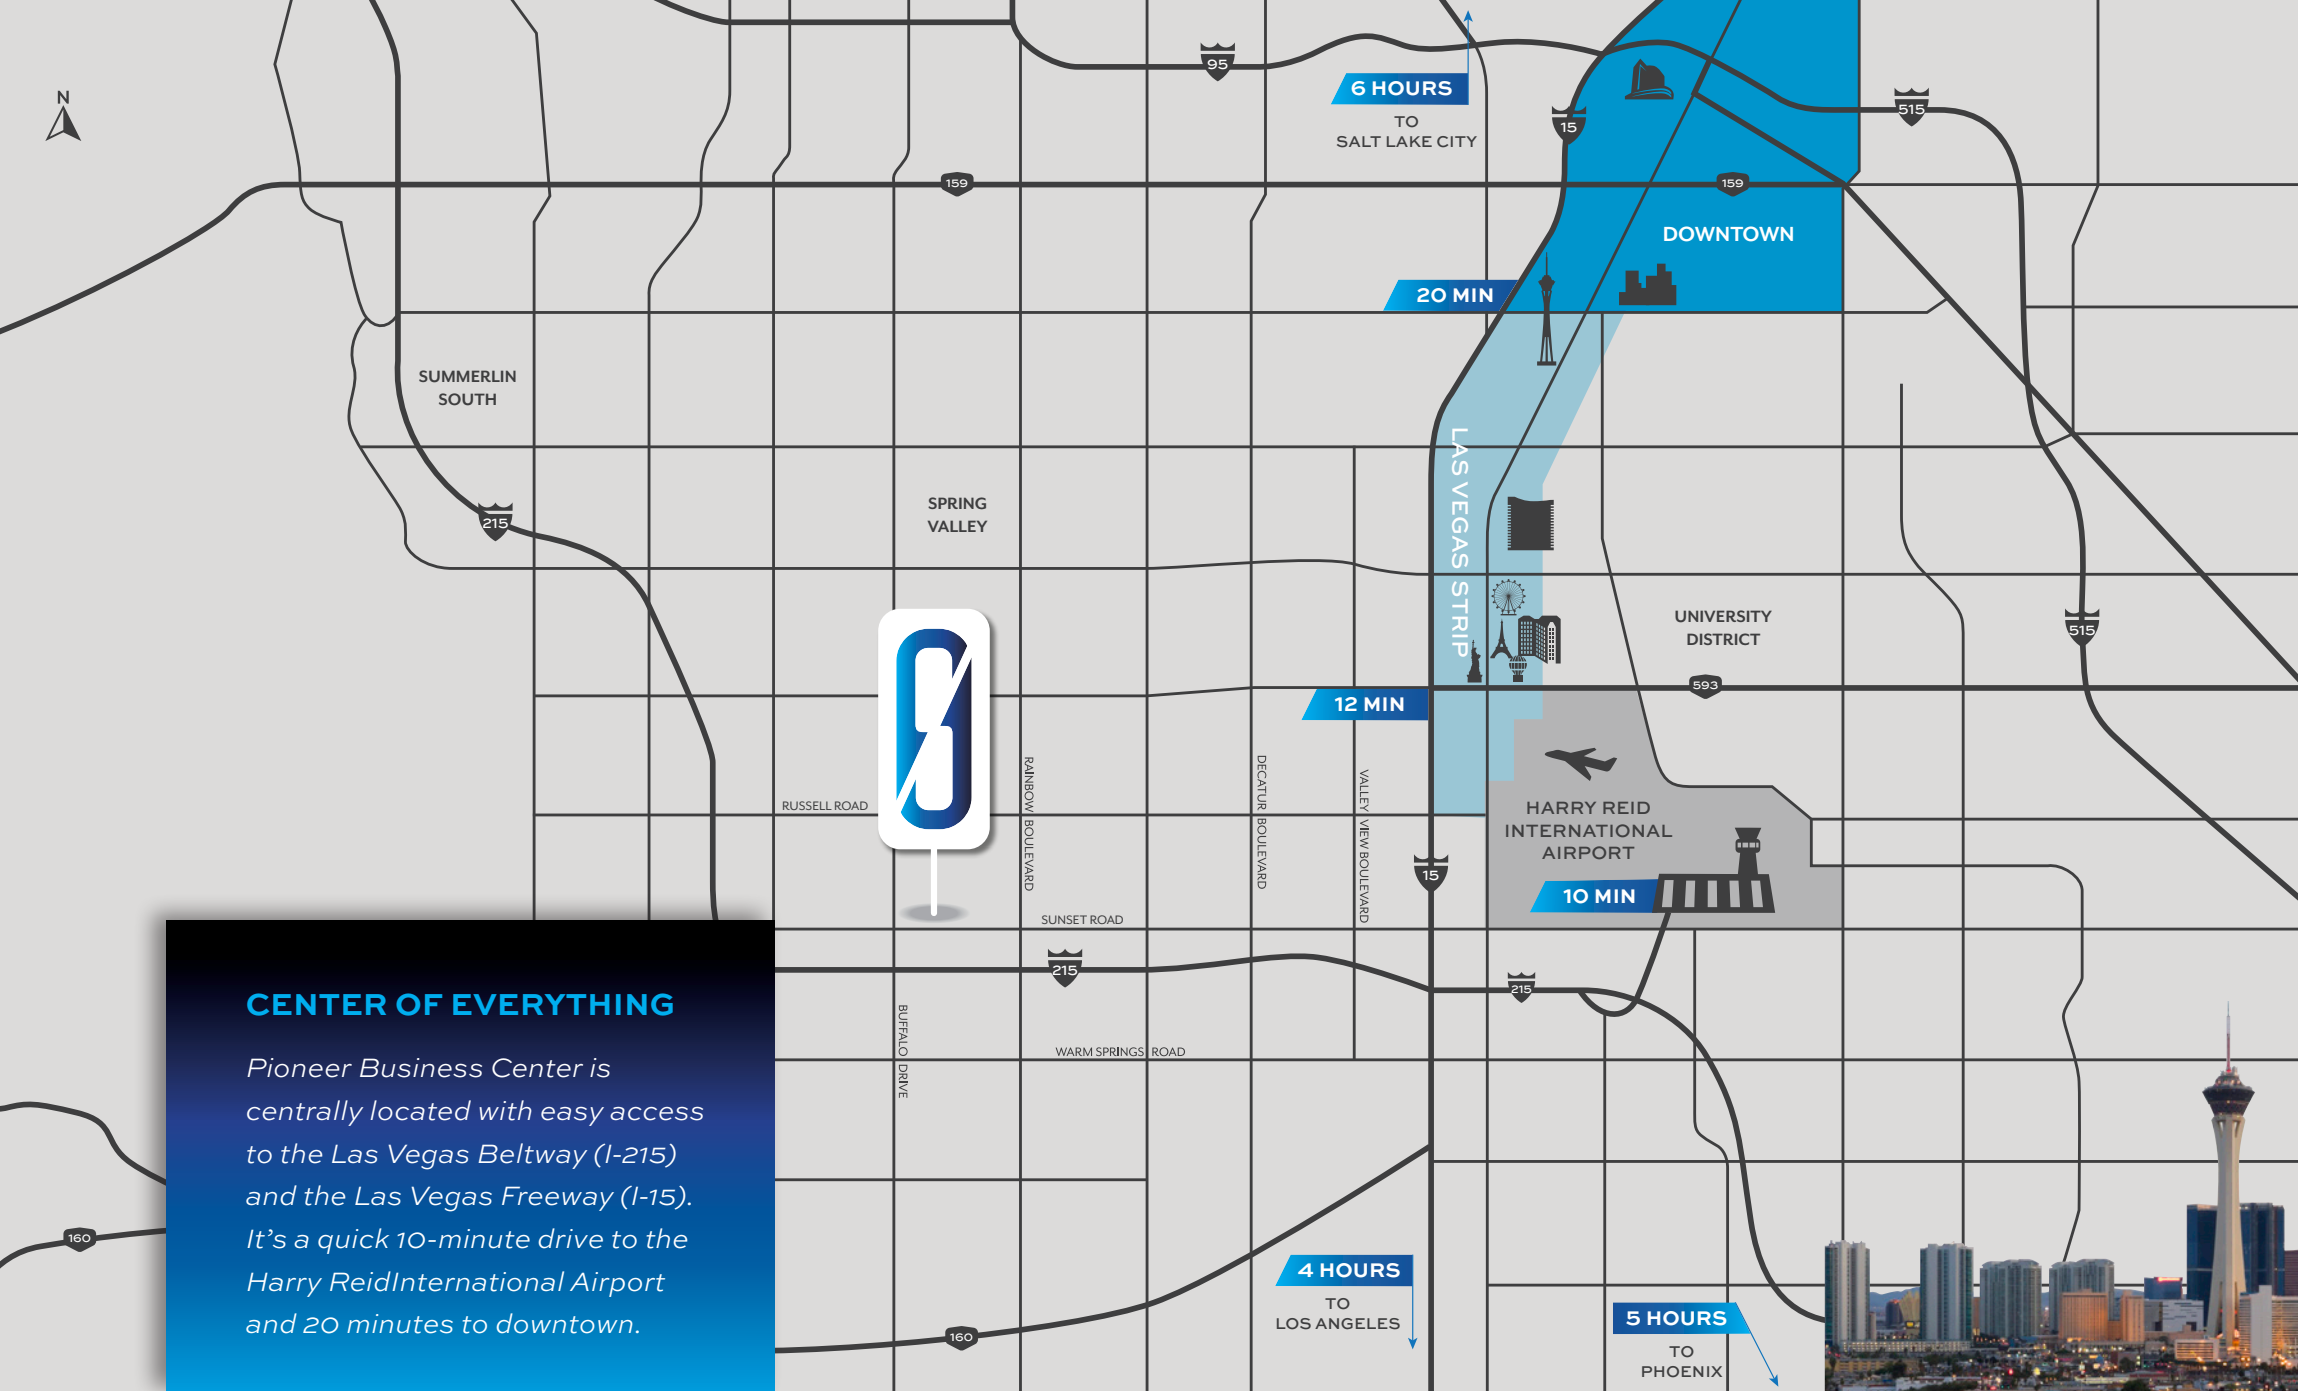 N
95
6 HOURS
TO
SALT LAKE CITY
15
515
159
159
DOWNTOWN
20 MIN
SUMMERLIN
SOUTH
LAS VEGAS STRIP
SPRING
VALLEY
215
UNIVERSITY
DISTRICT
515
593
12 MIN
RAINBOW BOULEVARD
DECATUR BOULEVARD
VALLEY VIEW BOULEVARD
RUSSELL ROAD
HARRY REID
INTERNATIONAL
AIRPORT
15
10 MIN
SUNSET ROAD
215
215
BUFFALO DRIVE
WARM SPRINGS ROAD
CENTER OF EVERYTHING
Pioneer Business Center is
centrally located with easy access
to the Las Vegas Beltway (I-215)
and the Las Vegas Freeway (I-15).
It's a quick 10-minute drive to the
Harry ReidInternational Airport
and 20 minutes to downtown.
160
160
4 HOURS
TO
LOS ANGELES
5 HOURS
TO
PHOENIX